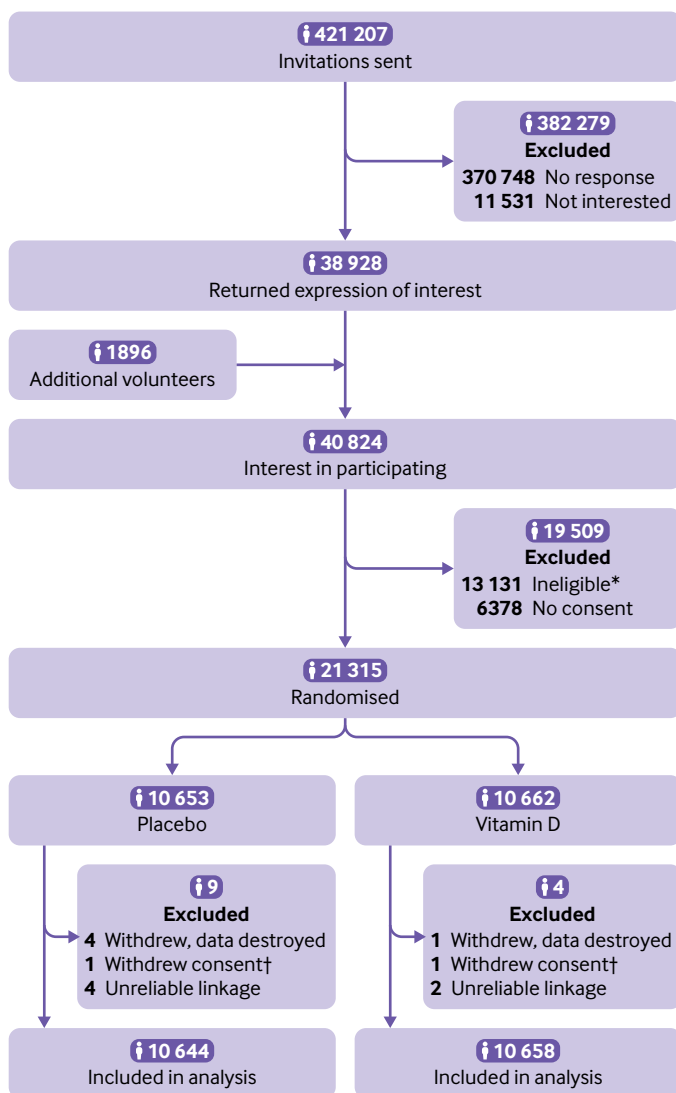 421 207
Invitations sent
382 279
Excluded
370 748 No response
11 531 Not interested
38 928
Returned expression of interest
1896
Additional volunteers
40 824
Interest in participating
19 509
Excluded
13 131 Ineligible*
6378 No consent
21 315
Randomised
10 653
Placebo
10 662
Vitamin D
9
Excluded
4 Withdrew, data destroyed
1 Withdrew consent†
4 Unreliable linkage
4
Excluded
1 Withdrew, data destroyed
1 Withdrew consent†
2 Unreliable linkage
10 644
Included in analysis
10 658
Included in analysis